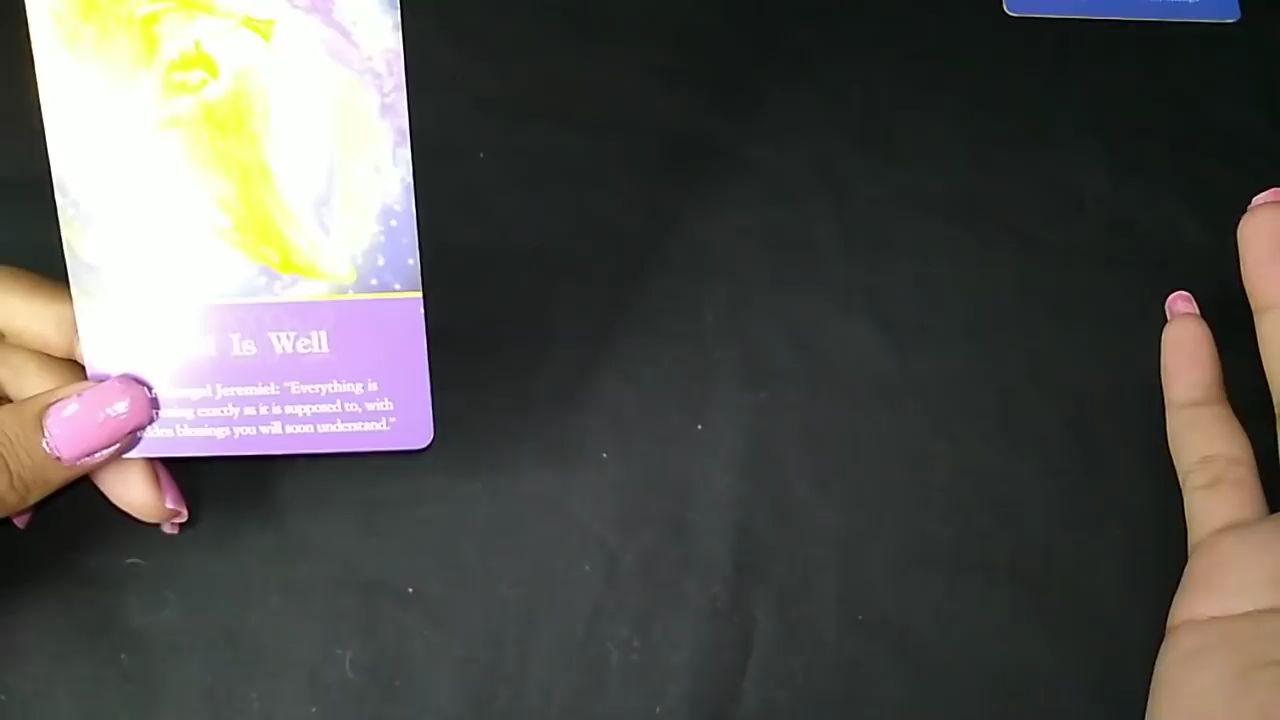 Is Well
Jeremiel: "Everything is
exactly as it is supposed to, with
blessings you will soon understand."